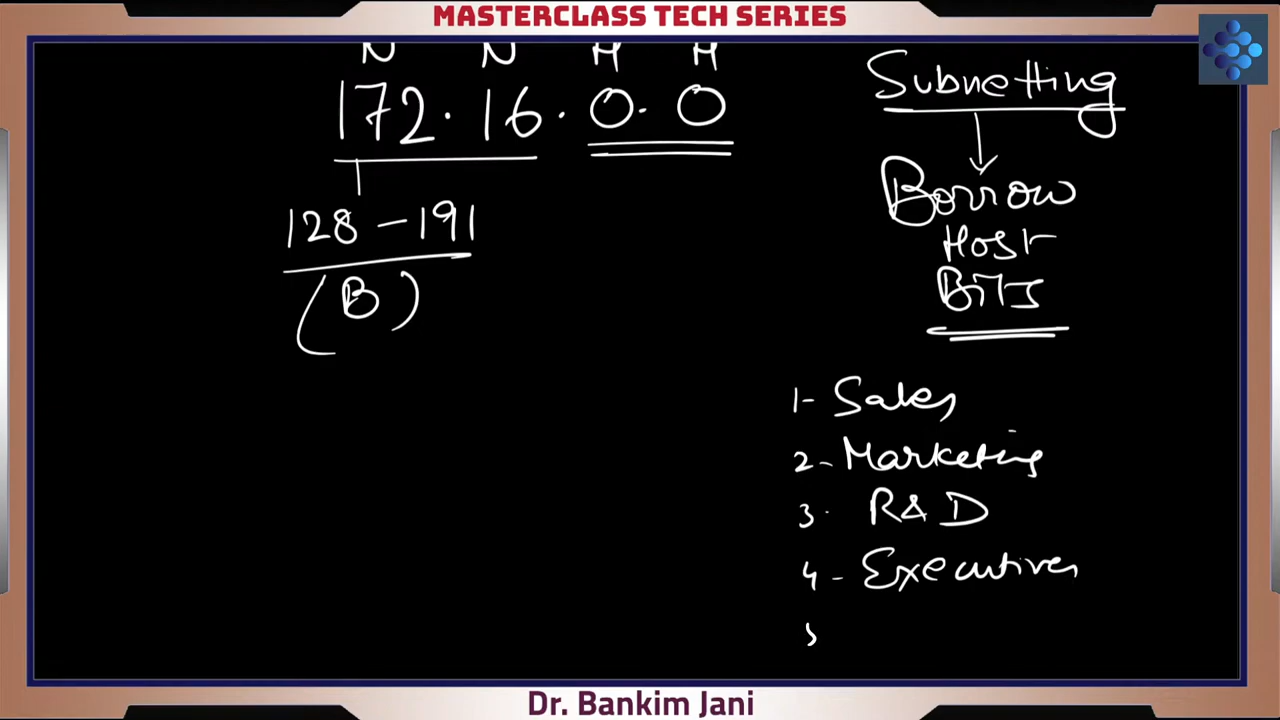 MASTERCLASS TECH SERIES
N N H H
172.16.0.0
128-191
(B)
Subnetting
Borrow
Host
Bits
1- Sales
2- Marketing
3. R&D
4- Executives
Dr. Bankim Jani